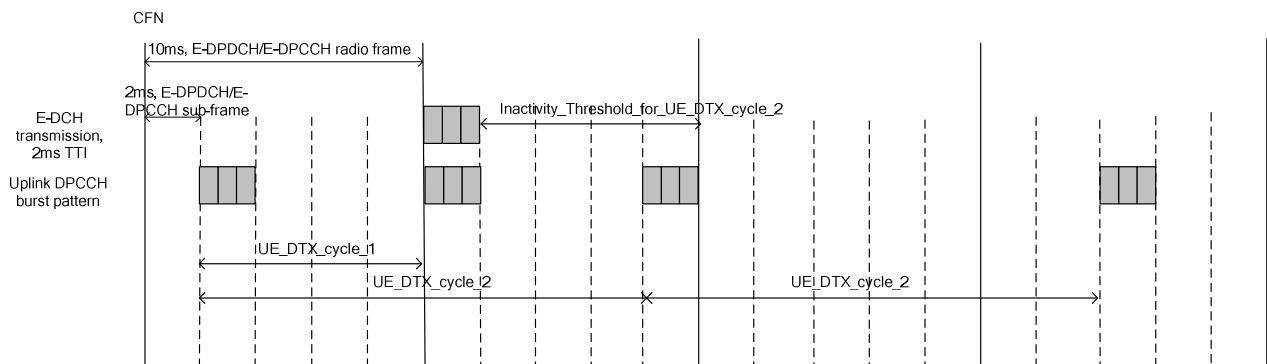 CFN
10ms, E-DPDCH/E-DPCCH radio frame
2ms, E-DPDCH/E-
DPCCH sub-frame
E-DCH
transmission,
2ms TTI
Inactivity_Threshold_for_UE_DTX_cycle_2
Uplink DPCCH
burst pattern
UE_DTX_cycle_1
UE_DTX_cycle_2
UE_DTX_cycle_2